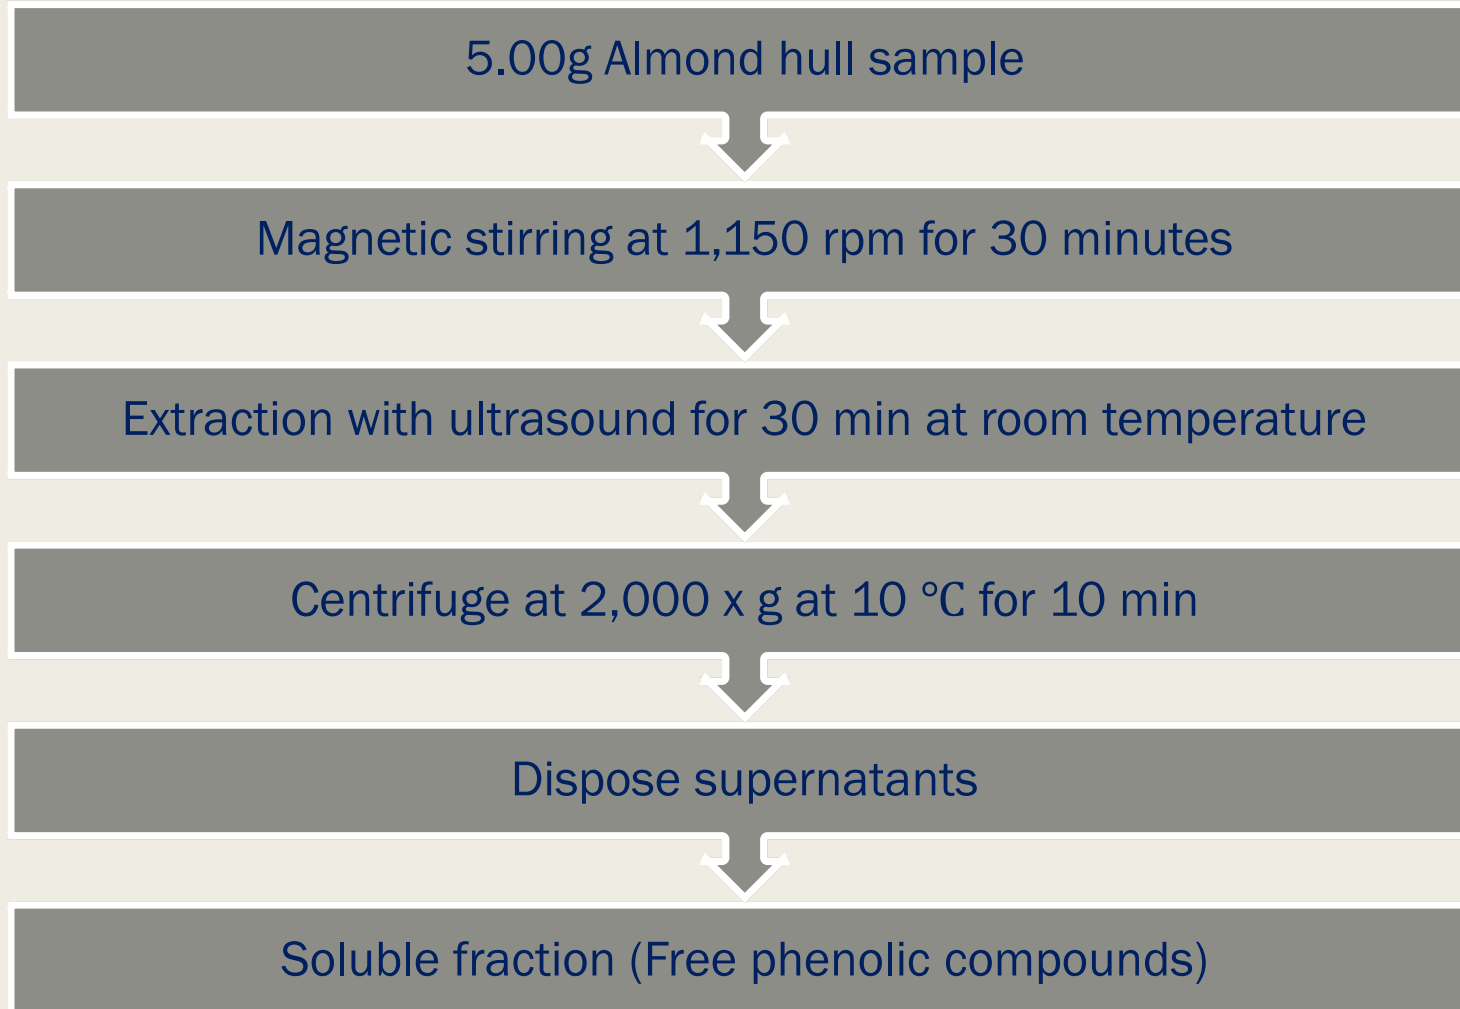 5.00g Almond hull sample
Magnetic stirring at 1,150 rpm for 30 minutes
Extraction with ultrasound for 30 min at room temperature
Centrifuge at 2,000 x g at 10 ℃ for 10 min
Dispose supernatants
Soluble fraction (Free phenolic compounds)